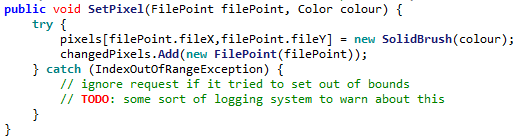 public void SetPixel(FilePoint filePoint, Color colour) {
    try {
        pixels[filePoint.fileX,filePoint.fileY] = new SolidBrush(colour);
        changedPixels.Add(new FilePoint(filePoint));
    } catch (IndexOutOfRangeException) {
        // ignore request if it tried to set out of bounds
        // TODO: some sort of logging system to warn about this
    }
}